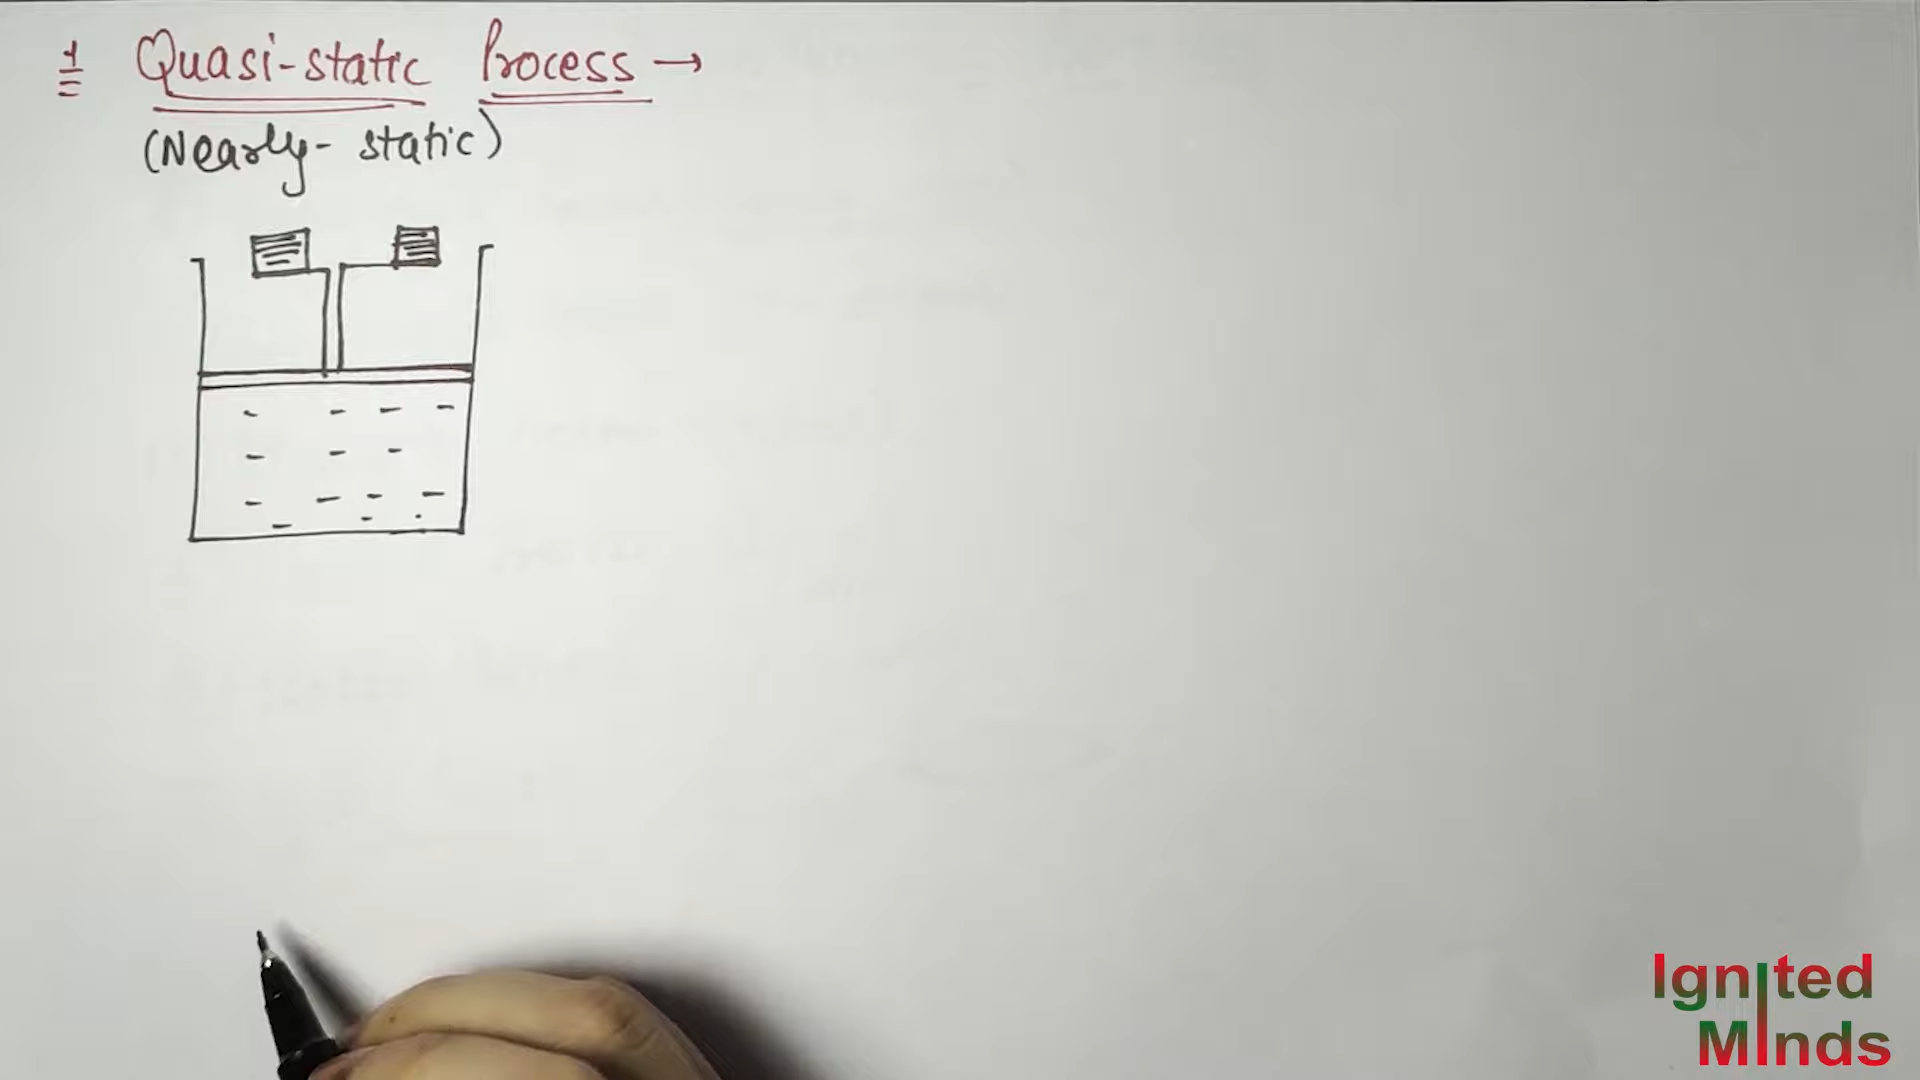 1 Quasi-static Process →
(Nearly- static)
Ignited
Minds